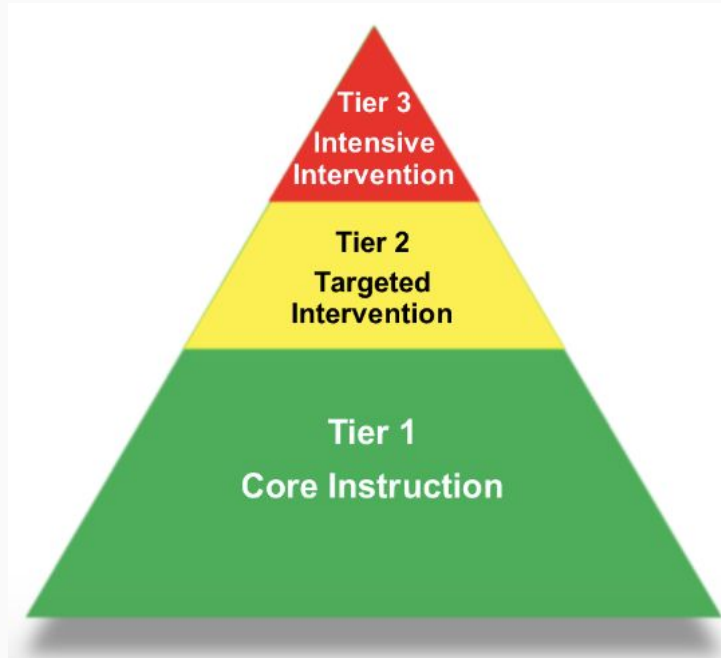 Tier 3
Intensive
Intervention
Tier 2
Targeted
Intervention
Tier 1
Core Instruction